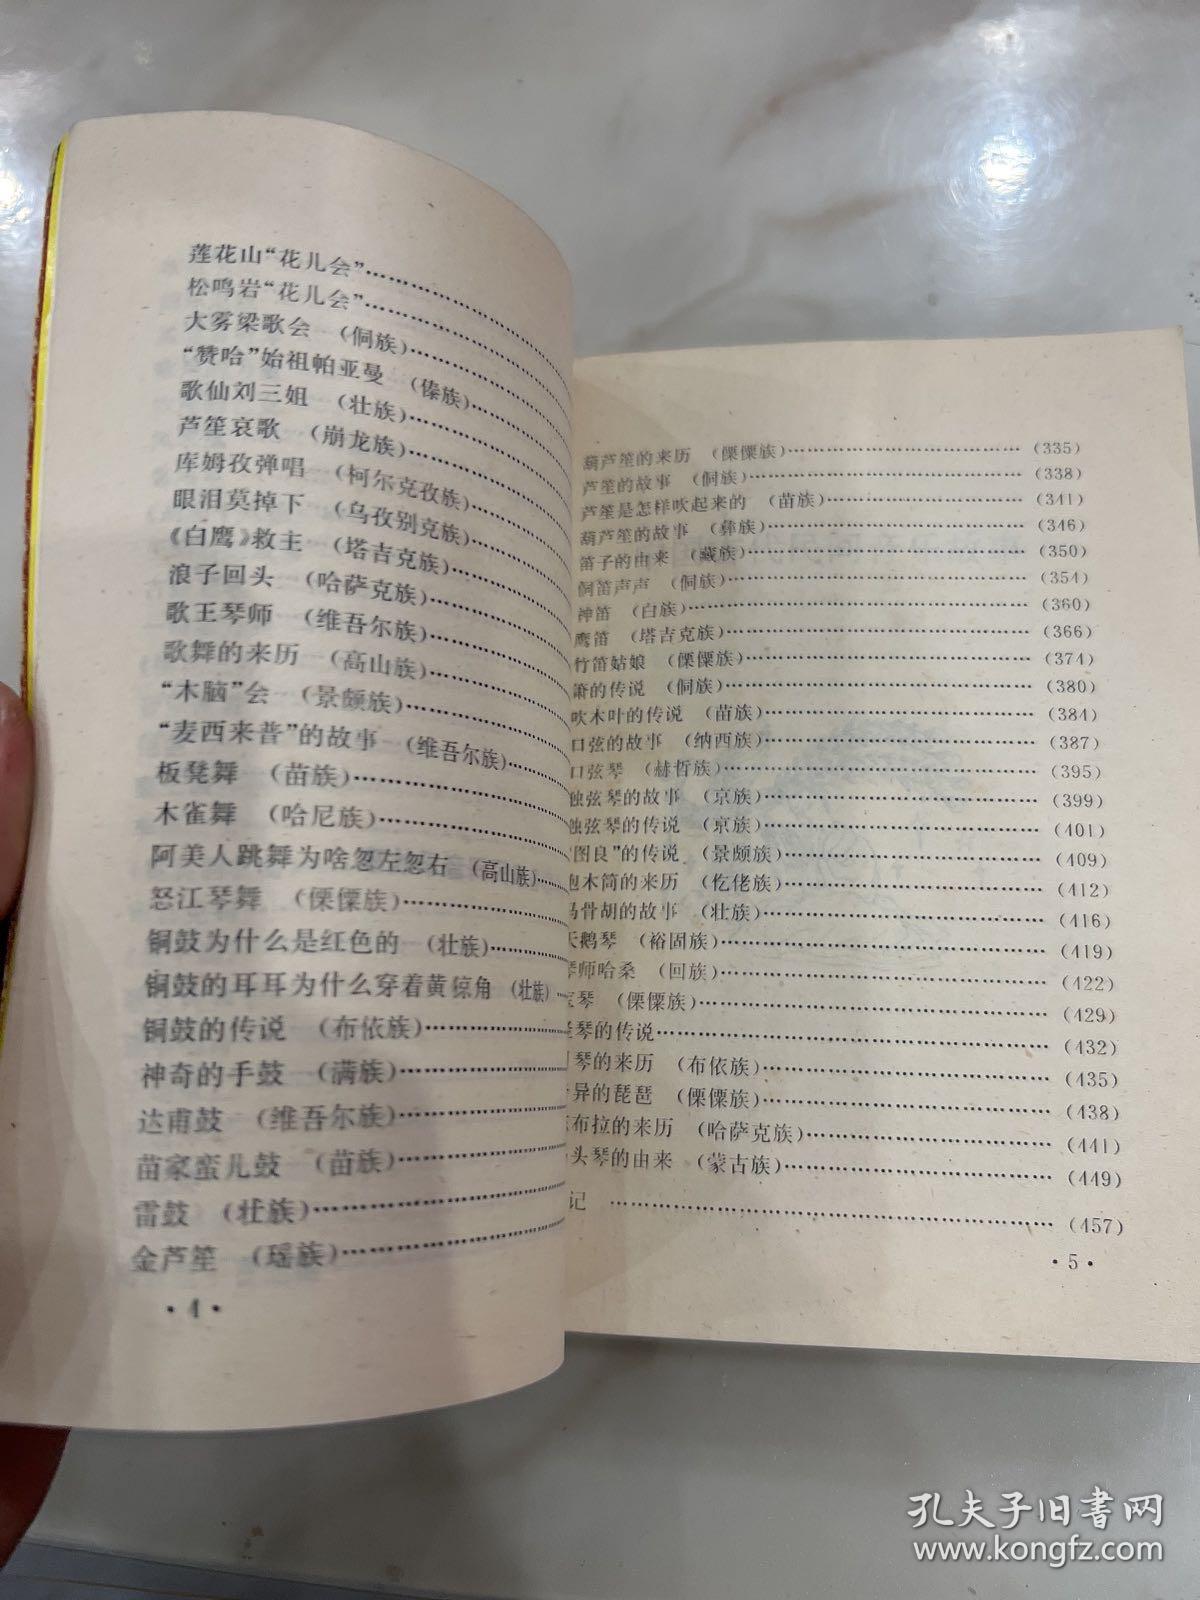 莲花山“花儿会”
松鸣岩“花儿会”
大雾梁歌会 (侗族)
“赞哈”始祖帕亚曼 (傣族)
歌仙刘三姐 (壮族)
芦笙哀歌 (崩龙族)
库姆孜弹唱 (柯尔克孜族)
眼泪莫掉下 (乌孜别克族)
《白鹰》救主 (塔吉克族)
浪子回头 (哈萨克族)
歌王琴师 (维吾尔族)
歌舞的来历 (高山族)
“木脑”会 (景颇族)
“麦西来普”的故事 (维吾尔族)
板凳舞 (苗族)
木雀舞 (哈尼族)
阿美人跳舞为啥忽左忽右 (高山族)
怒江琴舞 (傈僳族)
铜鼓为什么是红色的 (壮族)
铜鼓的耳耳为什么穿着黄猄角 (壮族)
铜鼓的传说 (布依族)
神奇的手鼓 (满族)
达甫鼓 (维吾尔族)
苗家蛮儿鼓 (苗族)
雷鼓 (壮族)
金芦笙 (瑶族)
·4·
葫芦笙的来历 (傈僳族) (335)
芦笙的故事 (侗族) (338)
芦笙是怎样吹起来的 (苗族) (341)
葫芦笙的故事 (彝族) (346)
笛子的由来 (藏族) (350)
侗笛声声 (侗族) (354)
神笛 (白族) (360)
鹰笛 (塔吉克族) (366)
竹笛姑娘 (傈僳族) (374)
箫的传说 (侗族) (380)
吹木叶的传说 (苗族) (384)
口弦的故事 (纳西族) (387)
口弦琴 (赫哲族) (395)
独弦琴的故事 (京族) (399)
独弦琴的传说 (京族) (401)
“图良”的传说 (景颇族) (409)
泡木筒的来历 (仡佬族) (412)
马骨胡的故事 (壮族) (416)
天鹅琴 (裕固族) (419)
琴师哈桑 (回族) (422)
琴 (傈僳族) (429)
琴的传说 (432)
琴的来历 (布依族) (435)
异的琵琶 (傈僳族) (438)
布拉的来历 (哈萨克族) (441)
头琴的由来 (蒙古族) (449)
记 (457)
·5·
孔夫子旧书网
www.kongfz.com